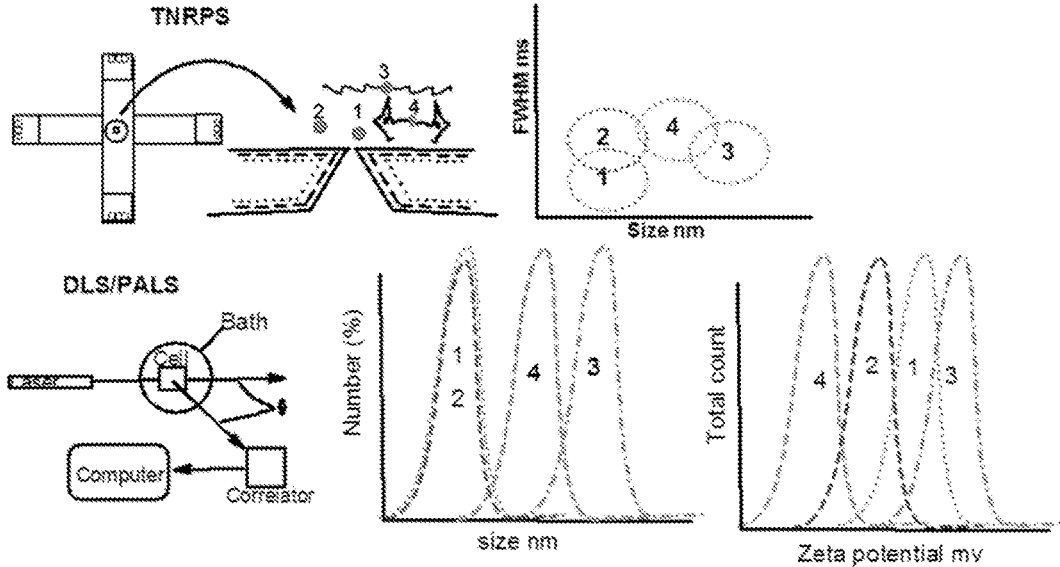 TNRPS
3
2
1
4
FWHM ms
2
4
3
1
Size nm
DLS/PALS
Bath
Cell
Laser
Computer
Correlator
Number (%)
1
2
4
3
size nm
Total count
4
2
1
3
Zeta potential mv